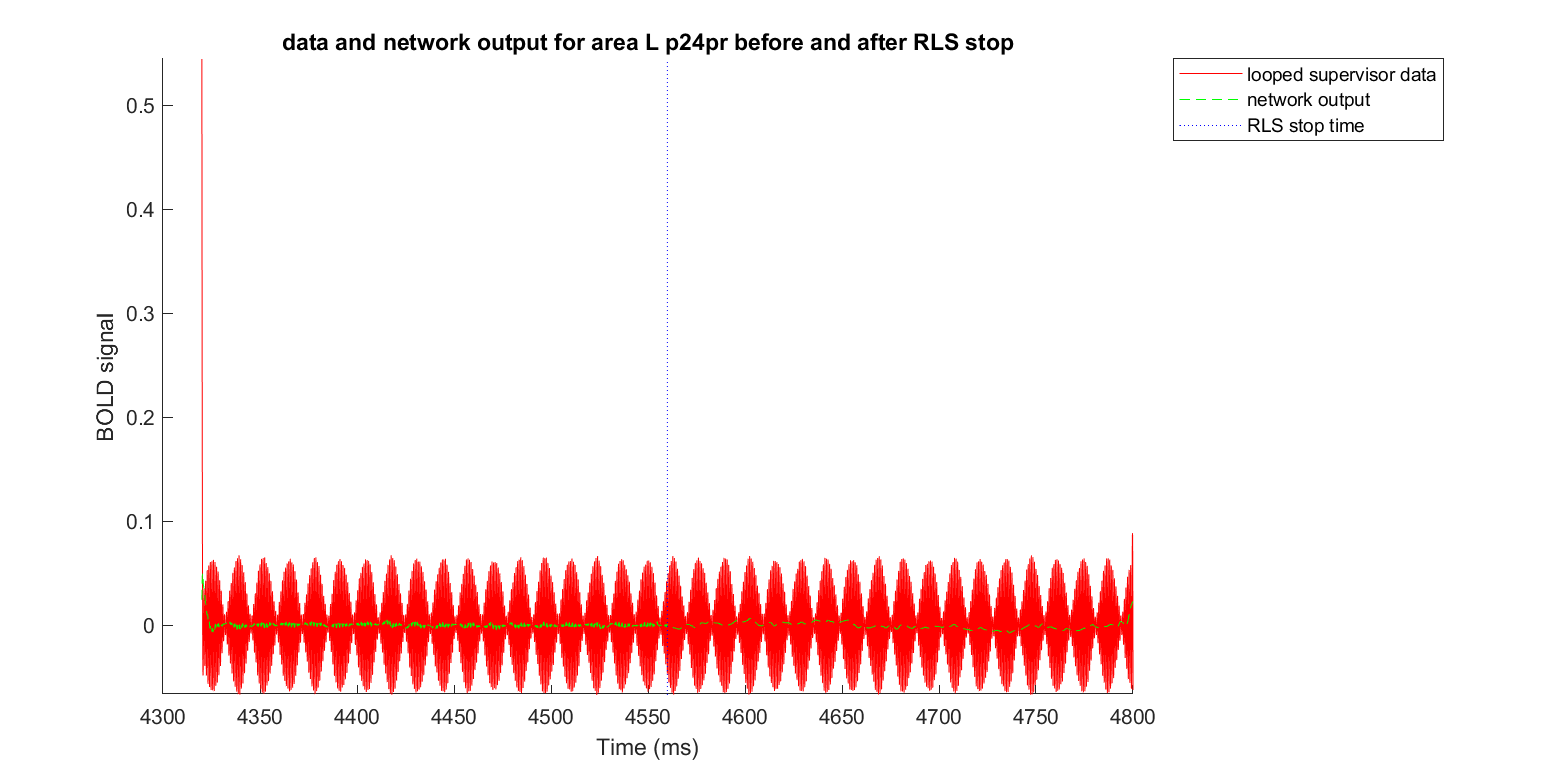 data and network output for area L p24pr before and after RLS stop
looped supervisor data
network output
RLS stop time
0.5
0.4
0.3
0.2
0.1
0
BOLD signal
4300 4350 4400 4450 4500 4550 4600 4650 4700 4750 4800
Time (ms)